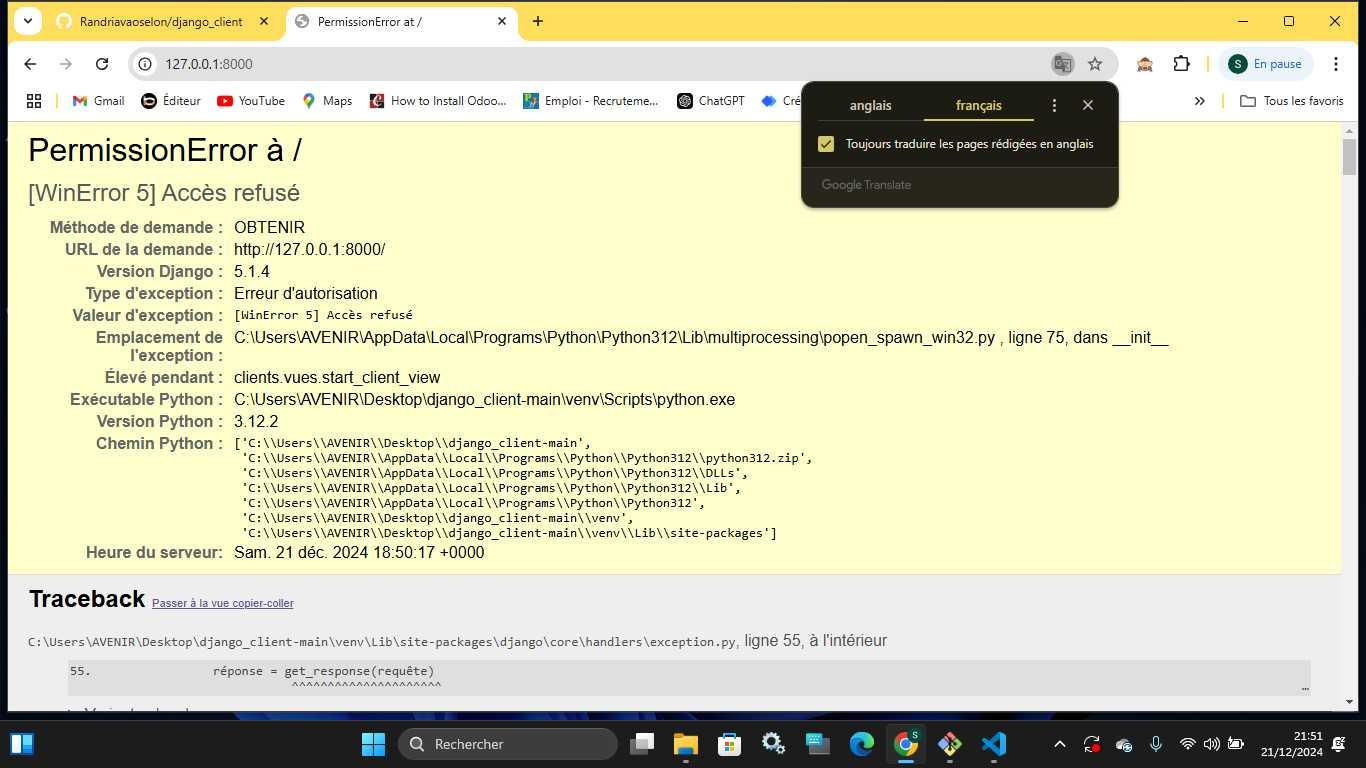 Randriavaoselon/django_client
PermissionError at /
127.0.0.1:8000
En pause
Gmail
Éditeur
YouTube
Maps
How to Install Odoo...
Emploi - Recruteme...
ChatGPT
Cré
Tous les favoris
anglais
français
Toujours traduire les pages rédigées en anglais
Google Translate
PermissionError à /
[WinError 5] Accès refusé
Méthode de demande : OBTENIR
URL de la demande : http://127.0.0.1:8000/
Version Django : 5.1.4
Type d'exception : Erreur d'autorisation
Valeur d'exception : [WinError 5] Accès refusé
Emplacement de l'exception : C:\Users\AVENIR\AppData\Local\Programs\Python\Python312\Lib\multiprocessing\popen_spawn_win32.py , ligne 75, dans __init__
Élevé pendant : clients.vues.start_client_view
Exécutable Python : C:\Users\AVENIR\Desktop\django_client-main\venv\Scripts\python.exe
Version Python : 3.12.2
Chemin Python : ['C:\\Users\\AVENIR\\Desktop\\django_client-main',
'C:\\Users\\AVENIR\\AppData\\Local\\Programs\\Python\\Python312\\python312.zip',
'C:\\Users\\AVENIR\\AppData\\Local\\Programs\\Python\\Python312\\DLLs',
'C:\\Users\\AVENIR\\AppData\\Local\\Programs\\Python\\Python312\\Lib',
'C:\\Users\\AVENIR\\AppData\\Local\\Programs\\Python\\Python312',
'C:\\Users\\AVENIR\\Desktop\\django_client-main\\venv',
'C:\\Users\\AVENIR\\Desktop\\django_client-main\\venv\\Lib\\site-packages']
Heure du serveur: Sam. 21 déc. 2024 18:50:17 +0000
Traceback Passer à la vue copier-coller
C:\Users\AVENIR\Desktop\django_client-main\venv\Lib\site-packages\django\core\handlers\exception.py, ligne 55, à l'intérieur
55. réponse = get_response(requête)
^^^^^^^^^^^^^^^^^^^^^
…
Rechercher
21:51
21/12/2024